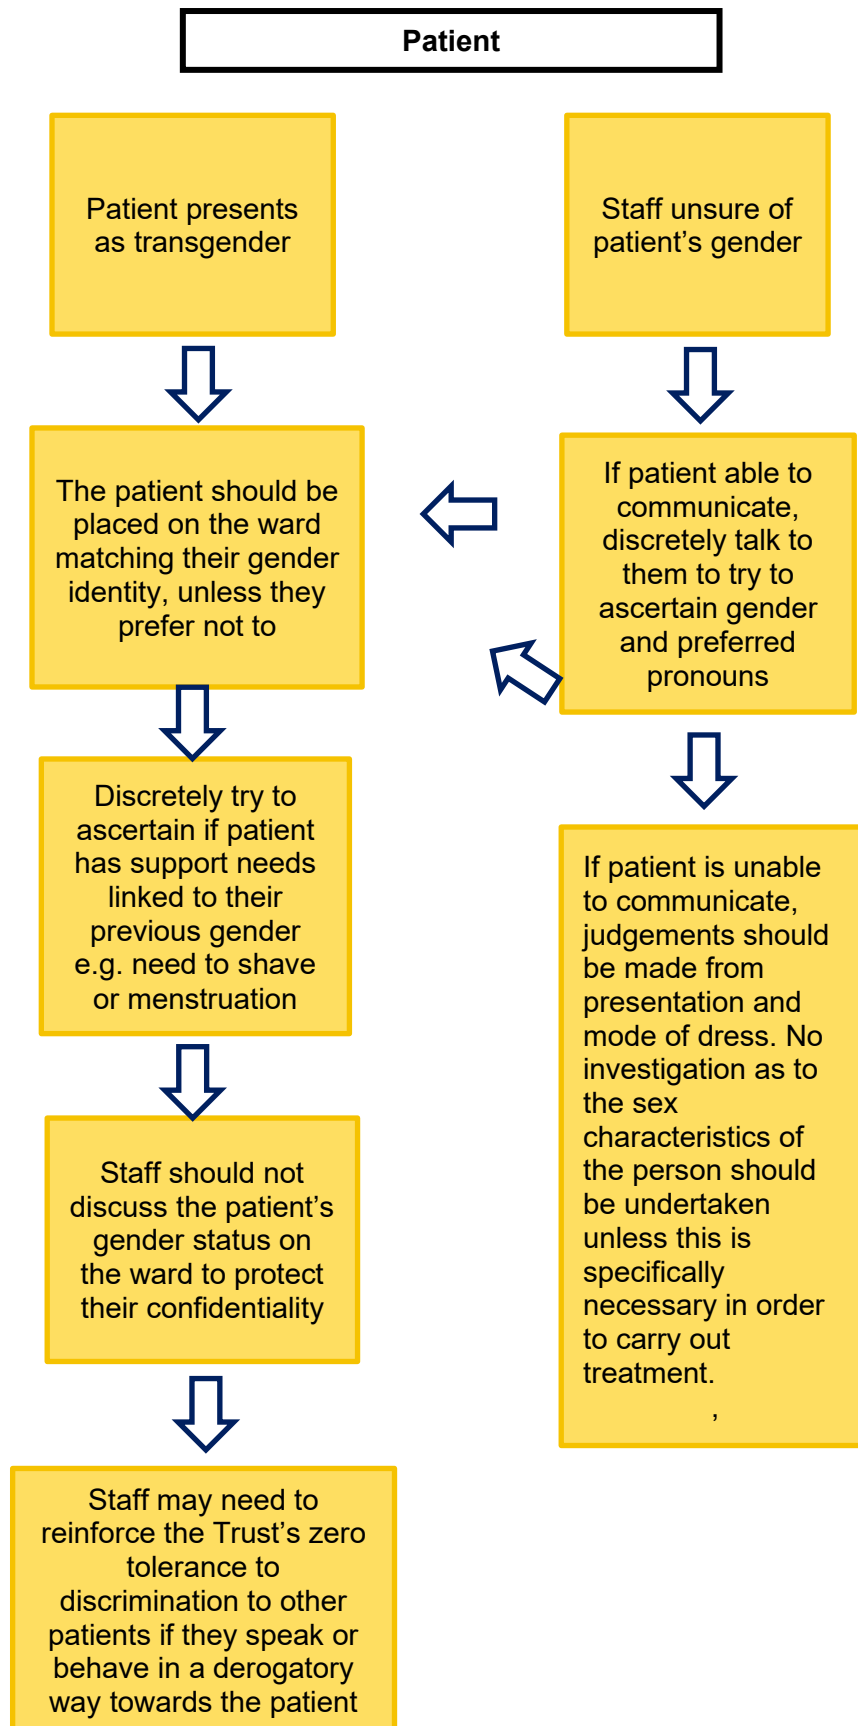 Patient
Patient presents
as transgender
Staff unsure of
patient’s gender
The patient should be
placed on the ward
matching their gender
identity, unless they
prefer not to
If patient able to
communicate,
discretely talk to
them to try to
ascertain gender
and preferred
pronouns
Discretely try to
ascertain if patient
has support needs
linked to their
previous gender
e.g. need to shave
or menstruation
If patient is unable
to communicate,
judgements should
be made from
presentation and
mode of dress. No
investigation as to
the sex
characteristics of
the person should
be undertaken
unless this is
specifically
necessary in order
to carry out
treatment.
,
Staff should not
discuss the patient’s
gender status on
the ward to protect
their confidentiality
Staff may need to
reinforce the Trust’s zero
tolerance to
discrimination to other
patients if they speak or
behave in a derogatory
way towards the patient